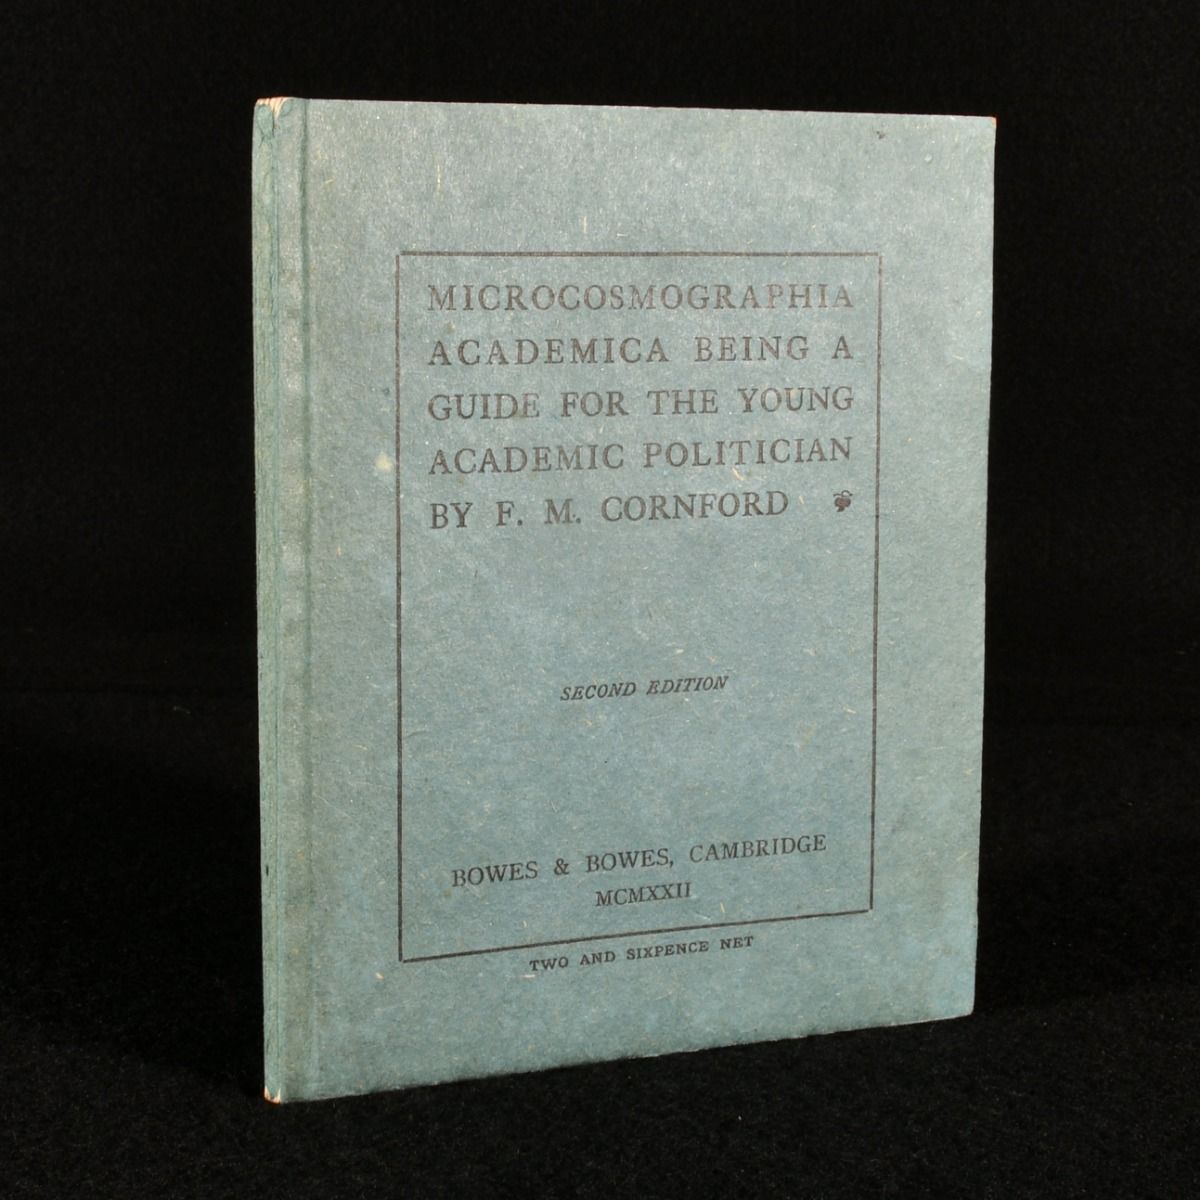 MICROCOSMOGRAPHIA
ACADEMICA BEING A
GUIDE FOR THE YOUNG
ACADEMIC POLITICIAN
BY F. M. CORNFORD
SECOND EDITION
BOWES & BOWES, CAMBRIDGE
MCMXXII
TWO AND SIXPENCE NET